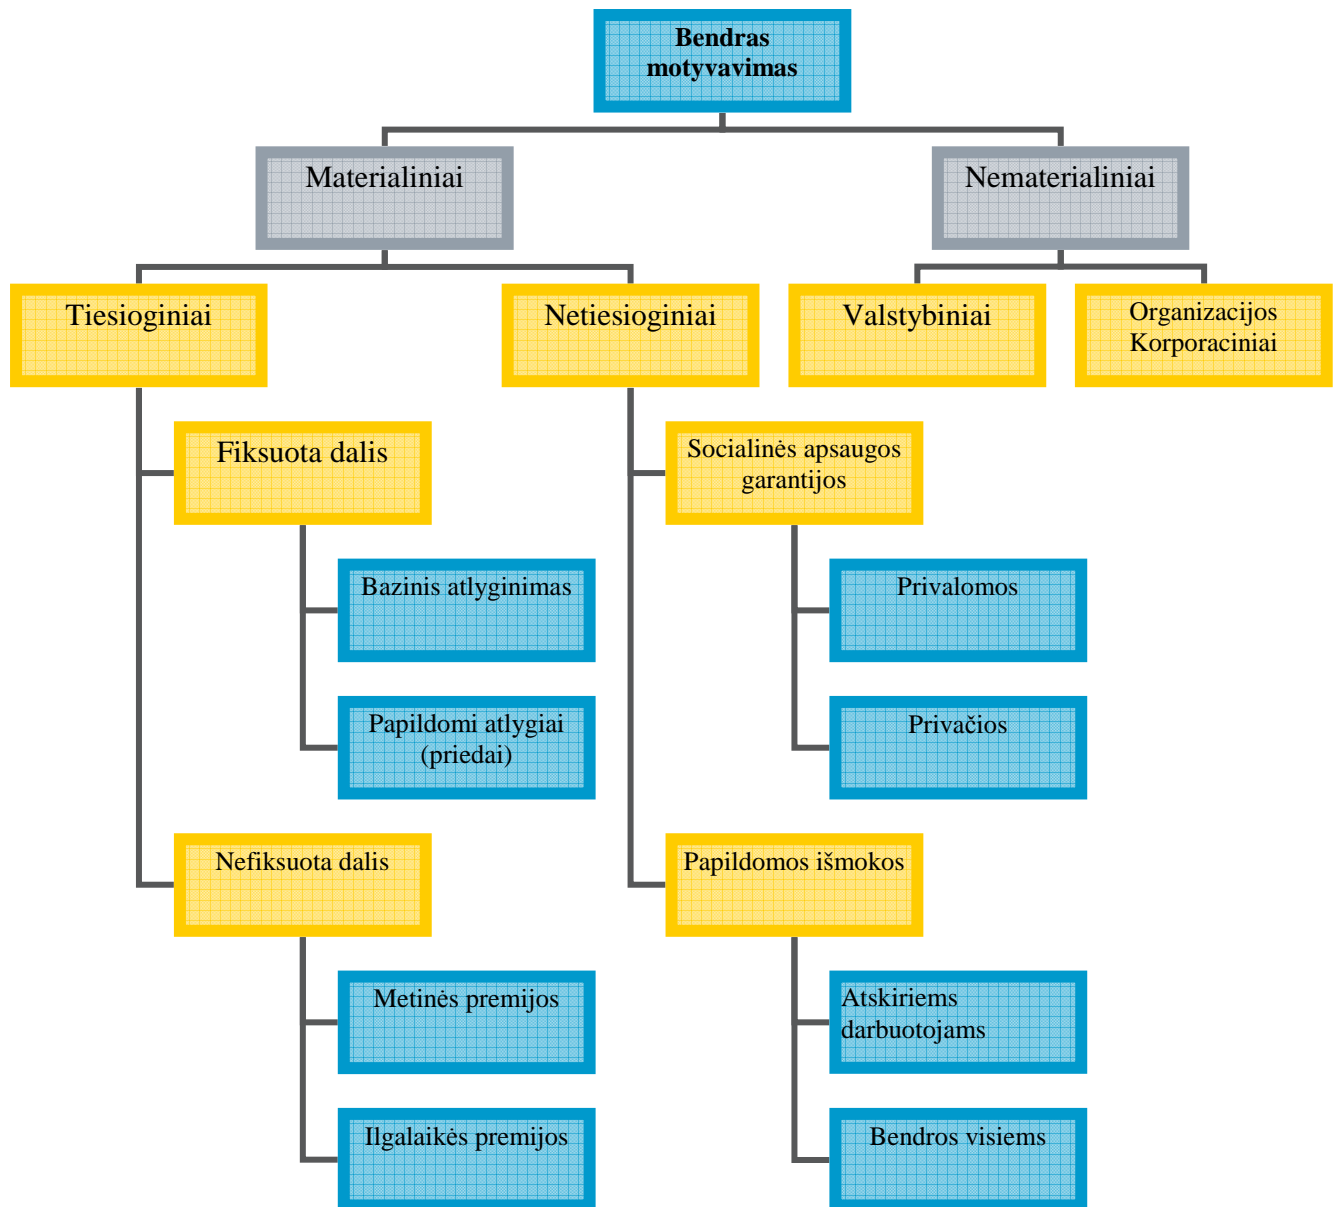 Bendras
motyvavimas
Materialiniai
Nematerialiniai
Tiesioginiai
Netiesioginiai
Valstybiniai
Organizacijos
Korporaciniai
Fiksuota dalis
Socialinės apsaugos
garantijos
Bazinis atlyginimas
Privalomos
Papildomi atlygiai
(priedai)
Privačios
Nefiksuota dalis
Papildomos išmokos
Metinės premijos
Atskiriems
darbuotojams
Ilgalaikės premijos
Bendros visiems